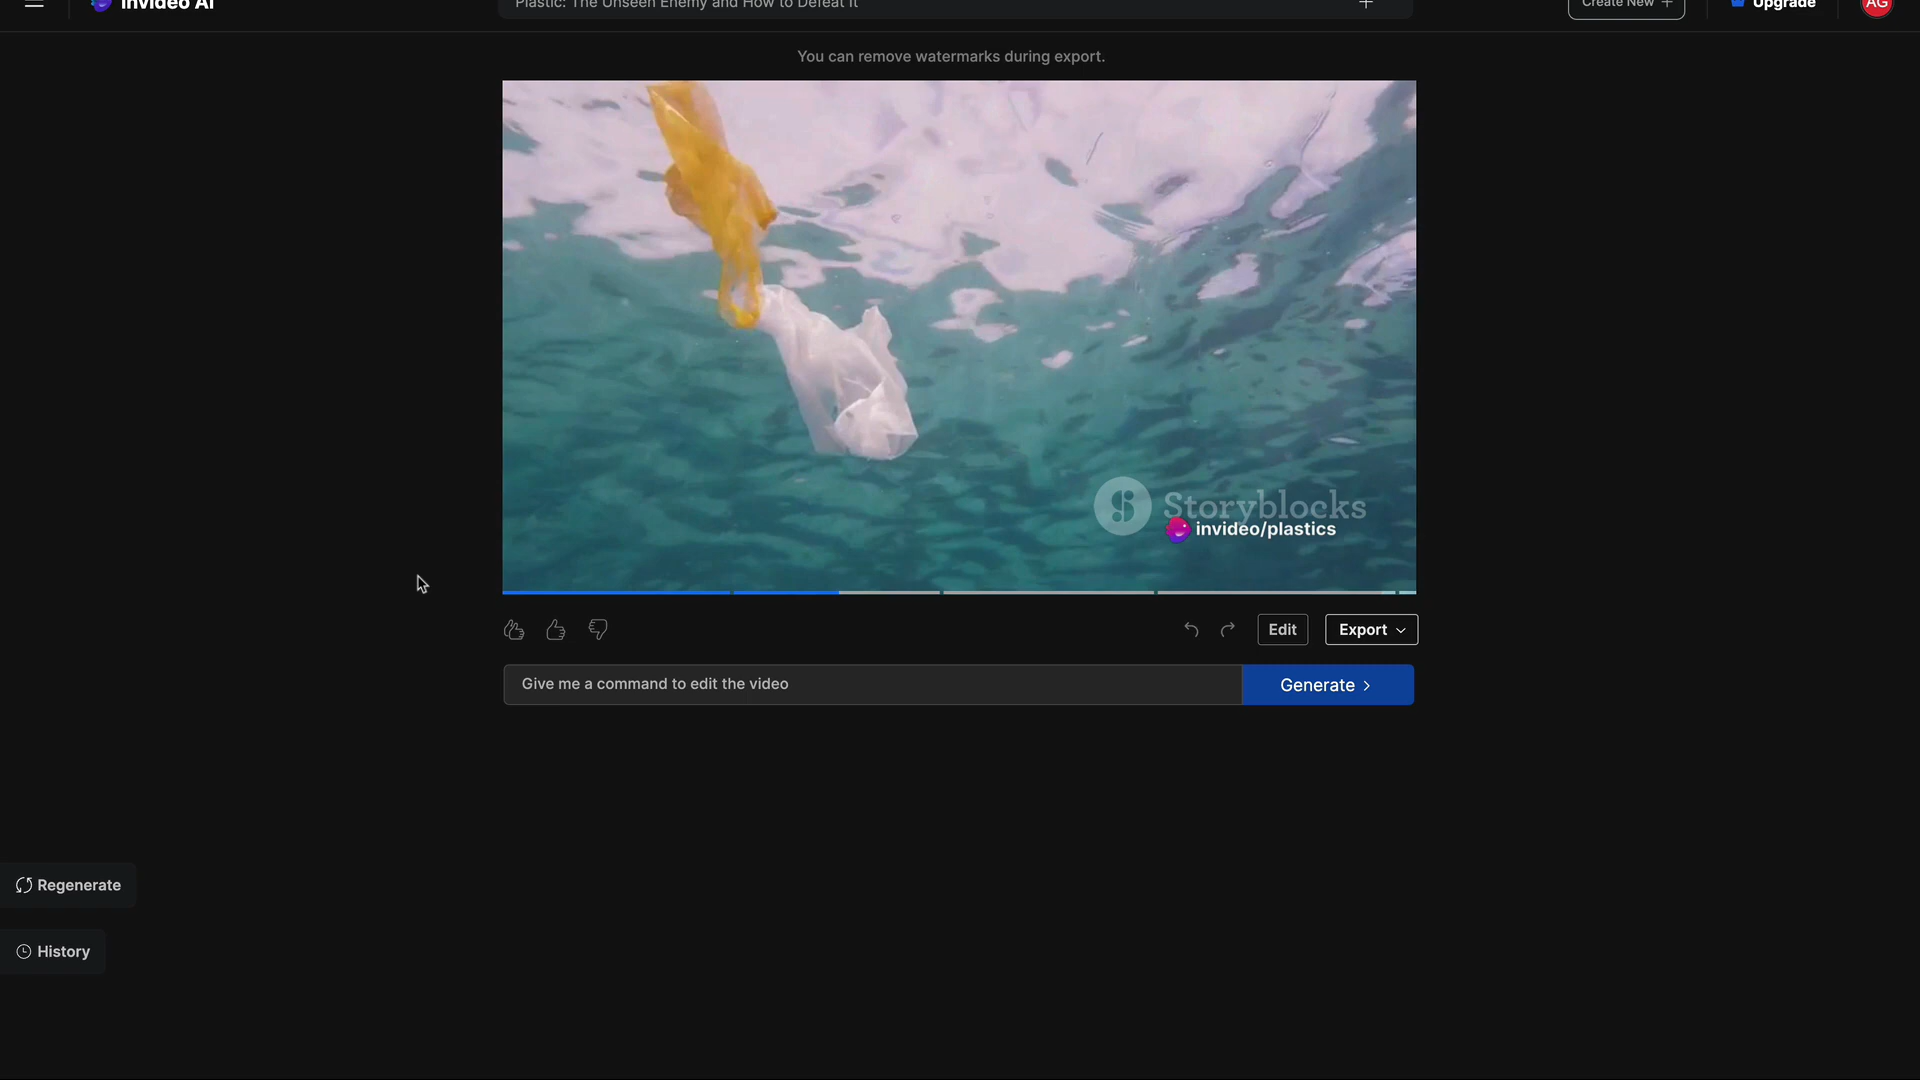 invideo AI
Plastic: The Unseen Enemy and How to Defeat It
Create New +
Upgrade
AG
You can remove watermarks during export.
Storyblocks
invideo/plastics
Edit
Export
Give me a command to edit the video
Generate
Regenerate
History